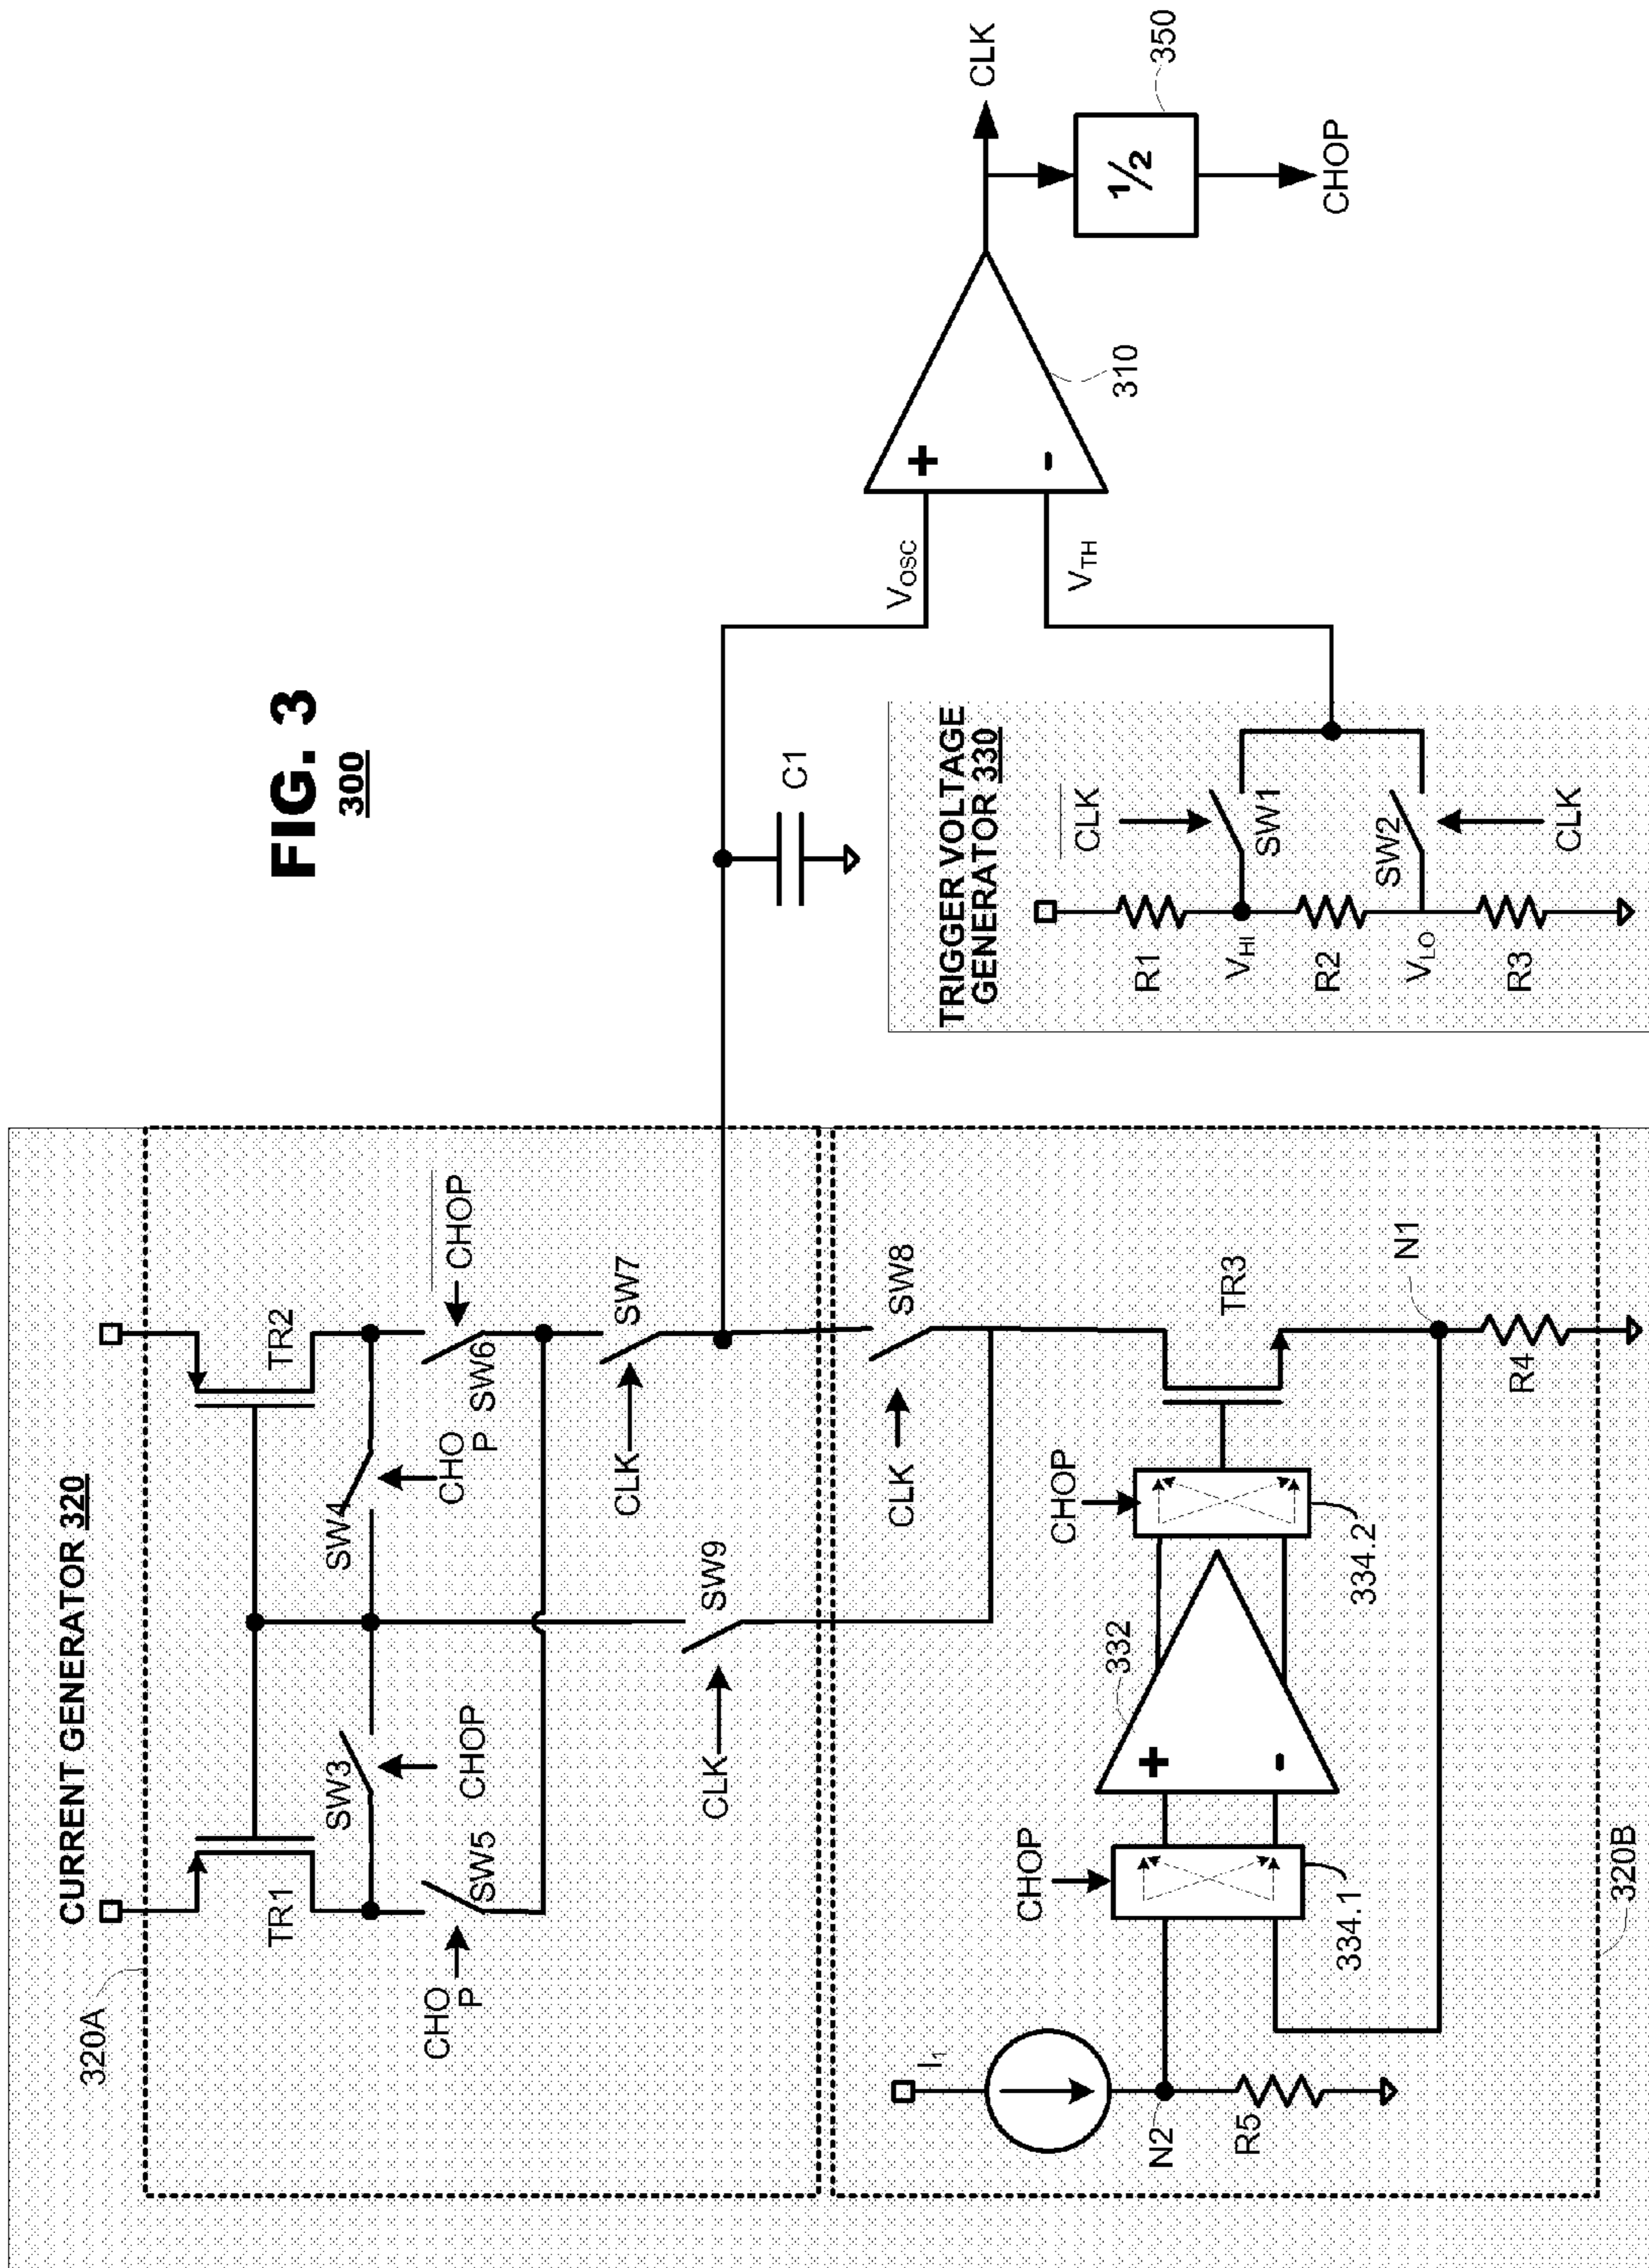 FIG. 3
300
CURRENT GENERATOR 320
320A
TR1
TR2
SW3
CHOP
SW4
CHO
P
SW5
CHO
P
SW6
CHOP
SW7
CLK
SW9
CLK
SW8
CLK
I1
N2
R5
CHOP
334.1
+
-
332
CHOP
334.2
TR3
N1
R4
320B
C1
TRIGGER VOLTAGE
GENERATOR 330
R1
VHI
R2
VLO
R3
CLK
SW1
SW2
CLK
VOSC
VTH
+
-
310
CLK
1/2
350
CHOP